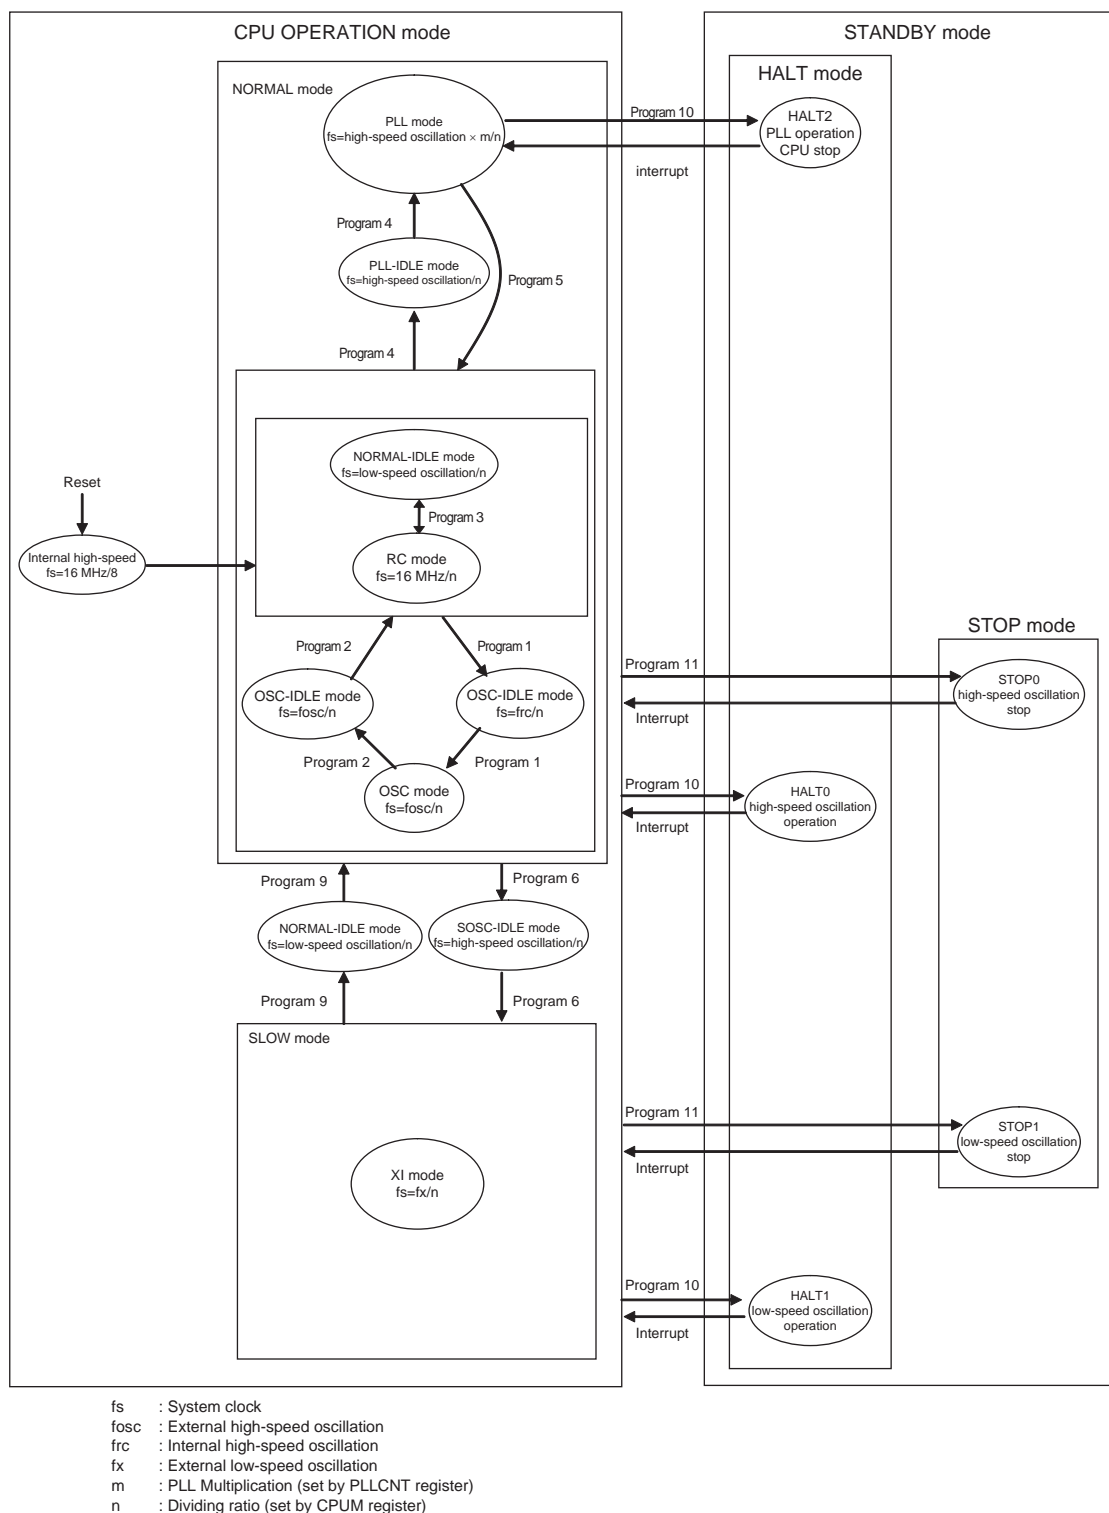 CPU OPERATION mode
STANDBY mode
HALT mode
NORMAL mode
PLL mode
fs=high-speed oscillation × m/n
Program 10
HALT2
PLL operation
CPU stop
interrupt
Program 4
PLL-IDLE mode
fs=high-speed oscillation/n
Program 5
Program 4
NORMAL-IDLE mode
fs=low-speed oscillation/n
Reset
Program 3
Internal high-speed
fs=16 MHz/8
RC mode
fs=16 MHz/n
STOP mode
Program 2
Program 1
Program 11
OSC-IDLE mode
fs=fosc/n
OSC-IDLE mode
fs=frc/n
STOP0
high-speed oscillation
stop
Interrupt
Program 2
Program 1
OSC mode
fs=fosc/n
Program 10
HALT0
high-speed oscillation
operation
Interrupt
Program 9
Program 6
NORMAL-IDLE mode
fs=low-speed oscillation/n
SOSC-IDLE mode
fs=high-speed oscillation/n
Program 9
Program 6
SLOW mode
Program 11
STOP1
low-speed oscillation
stop
Interrupt
XI mode
fs=fx/n
Program 10
HALT1
low-speed oscillation
operation
Interrupt
fs : System clock
fosc : External high-speed oscillation
frc : Internal high-speed oscillation
fx : External low-speed oscillation
m : PLL Multiplication (set by PLLCNT register)
n : Dividing ratio (set by CPUM register)